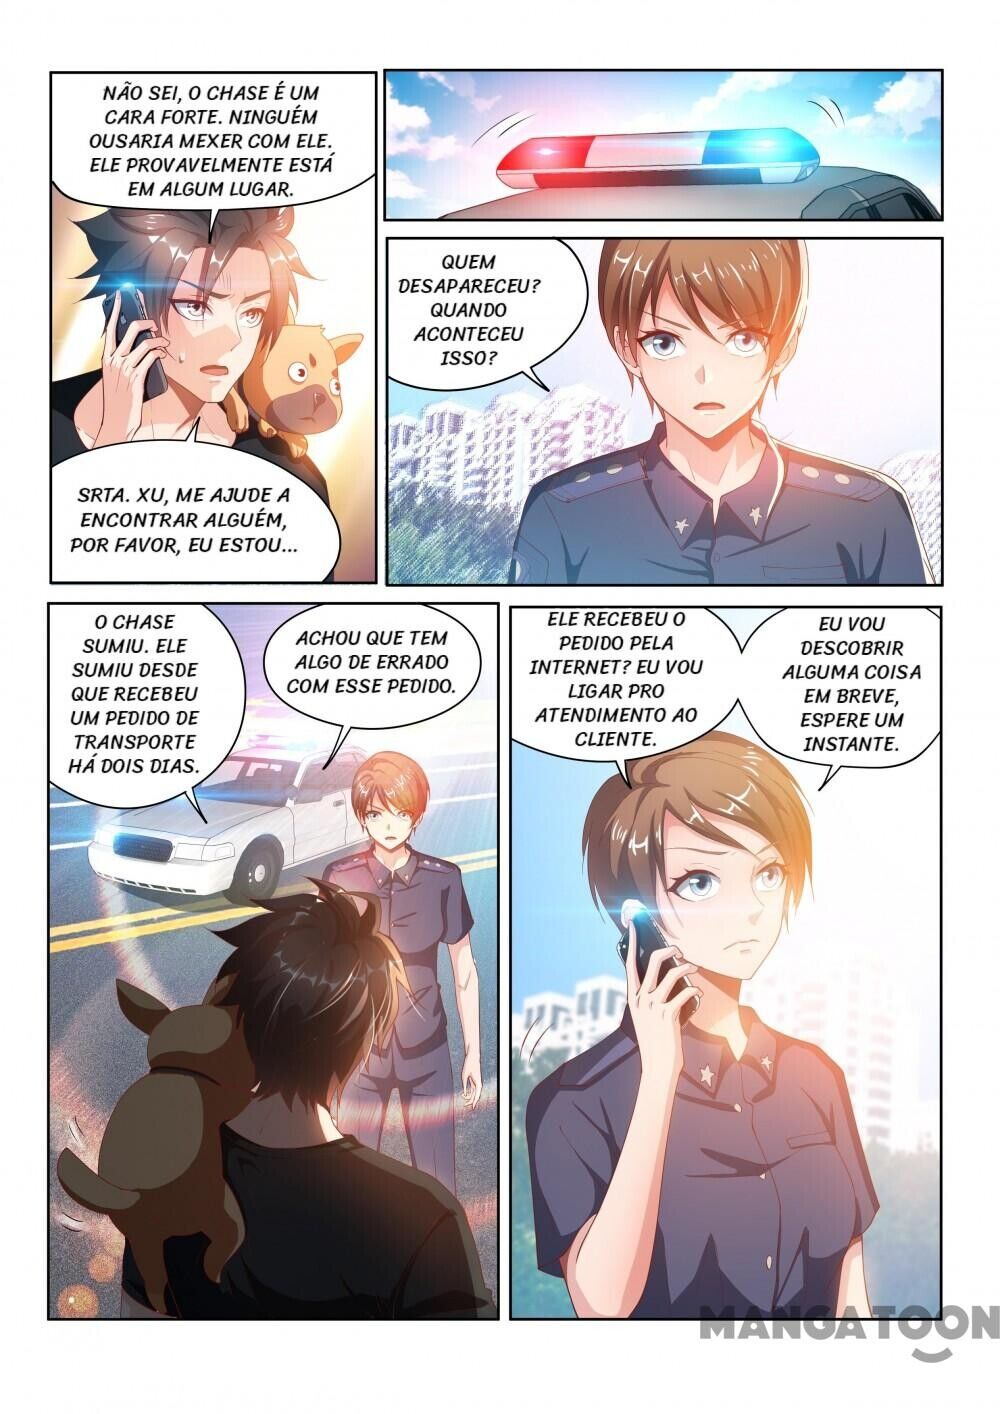 NÃO SEI, O CHASE É UM
CARA FORTE. NINGUÉM
OUSARIA MEXER COM ELE.
ELE PROVAVELMENTE ESTÁ
EM ALGUM LUGAR.
SRTA. XU, ME AJUDE A
ENCONTRAR ALGUÉM,
POR FAVOR, EU ESTOU...
QUEM
DESAPARECEU?
QUANDO
ACONTECEU
ISSO?
O CHASE
SUMIU. ELE
SUMIU DESDE
QUE RECEBEU
UM PEDIDO DE
TRANSPORTE
HÁ DOIS DIAS.
ACHOU QUE TEM
ALGO DE ERRADO
COM ESSE PEDIDO.
ELE RECEBEU O
PEDIDO PELA
INTERNET? EU VOU
LIGAR PRO
ATENDIMENTO AO
CLIENTE.
EU VOU
DESCOBRIR
ALGUMA COISA
EM BREVE,
ESPERE UM
INSTANTE.
MANGATOON